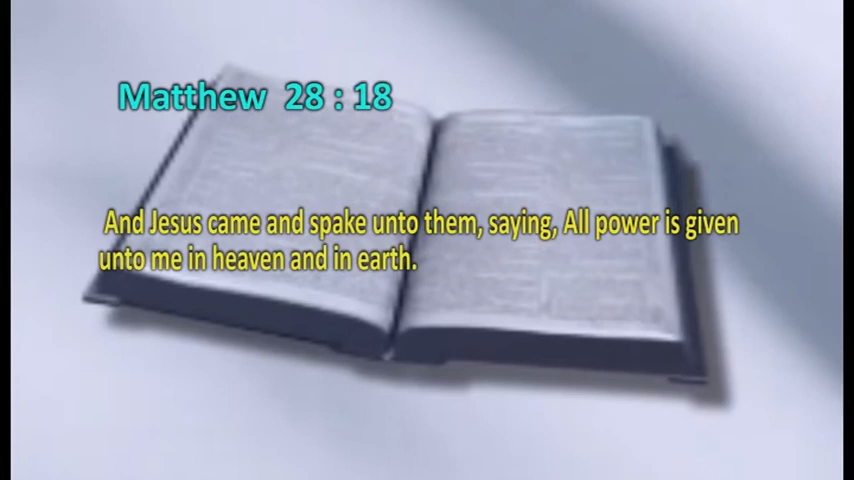 Matthew 28 : 18
And Jesus came and spake unto them, saying, All power is given
unto me in heaven and in earth.